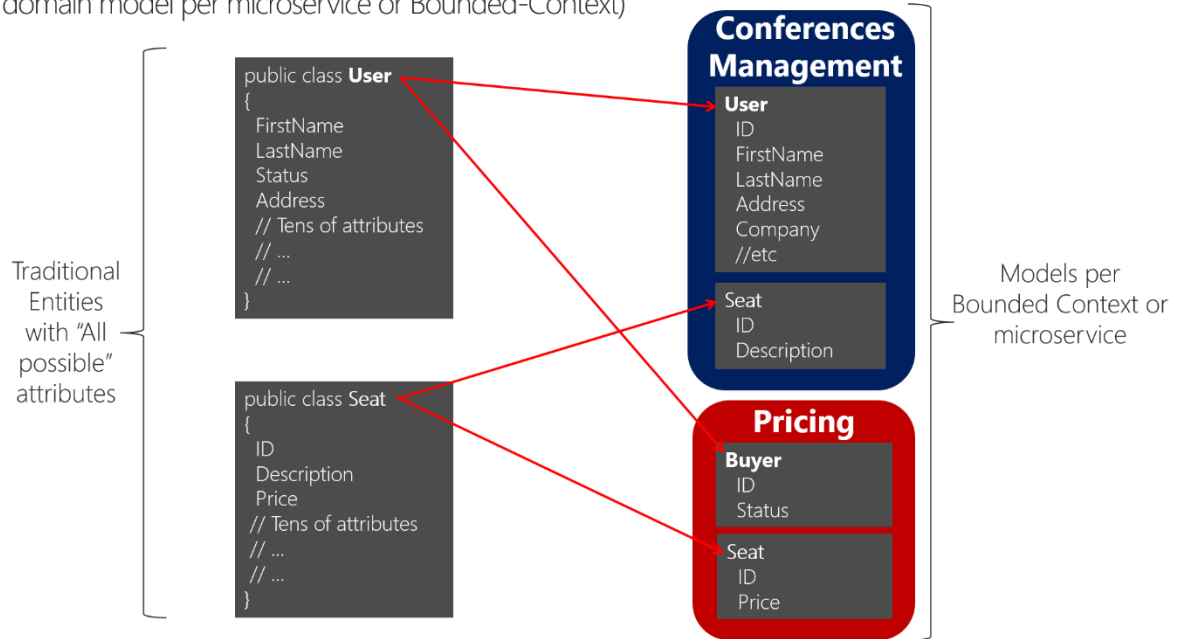 domain model per microservice or Bounded-Context)
Traditional
Entities
with “All
possible”
attributes
public class User
{
FirstName
LastName
Status
Address
// Tens of attributes
// ...
// ...
}
public class Seat
{
ID
Description
Price
// Tens of attributes
// ...
// ...
}
Conferences
Management
User
ID
FirstName
LastName
Address
Company
//etc
Seat
ID
Description
Pricing
Buyer
ID
Status
Seat
ID
Price
Models per
Bounded Context or
microservice